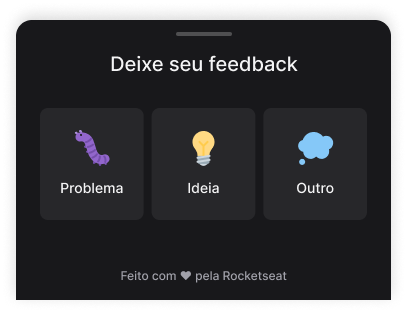 Deixe seu feedback
Problema
Ideia
Outro
Feito com ❤ pela Rocketseat